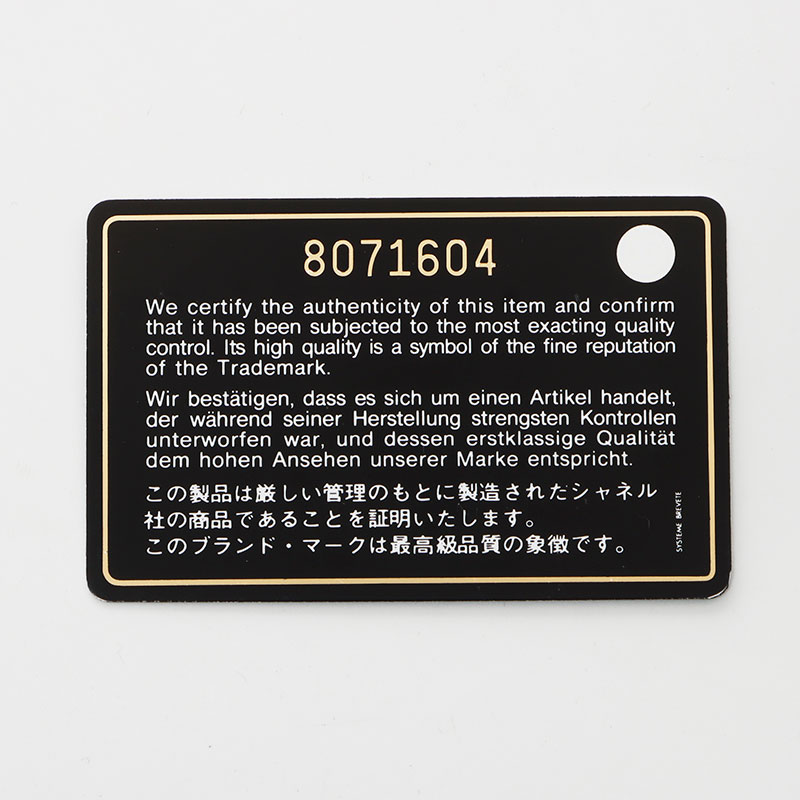 8071604
We certify the authenticity of this item and confirm
that it has been subjected to the most exacting quality
control. Its high quality is a symbol of the fine reputation
of the Trademark.
Wir bestätigen, dass es sich um einen Artikel handelt,
der während seiner Herstellung strengsten Kontrollen
unterworfen war, und dessen erstklassige Qualität
dem hohen Ansehen unserer Marke entspricht.
この製品は厳しい管理のもとに製造されたシャネル
社の商品であることを証明いたします。
このブランド・マークは最高級品質の象徴です。
SYSTEME BREVETE